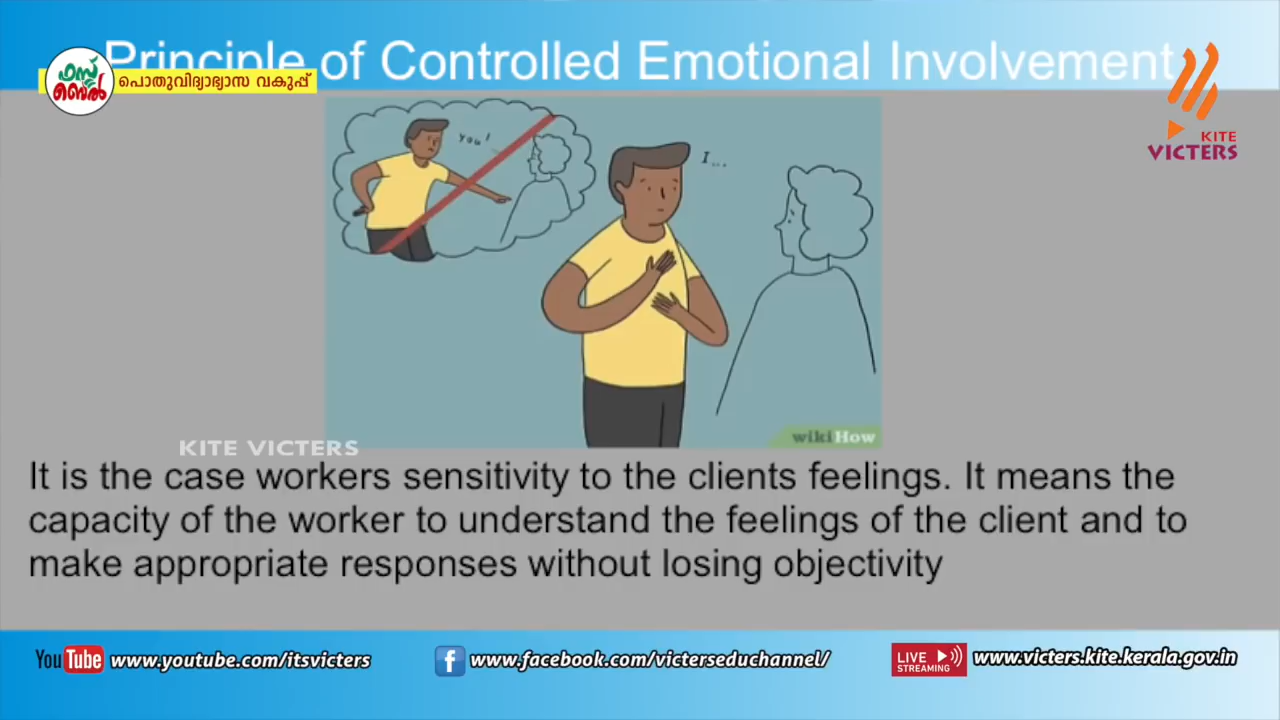 Principle of Controlled Emotional Involvement
ഫസ്റ്റ്
ബെൽ
പൊതുവിദ്യാഭ്യാസ വകുപ്പ്
KITE
VICTERS
you!
I...
wikiHow
KITE VICTERS
It is the case workers sensitivity to the clients feelings. It means the
capacity of the worker to understand the feelings of the client and to
make appropriate responses without losing objectivity
YouTube www.youtube.com/itsvicters
f www.facebook.com/victerseduchannel/
LIVE
STREAMING
www.victers.kite.kerala.gov.in